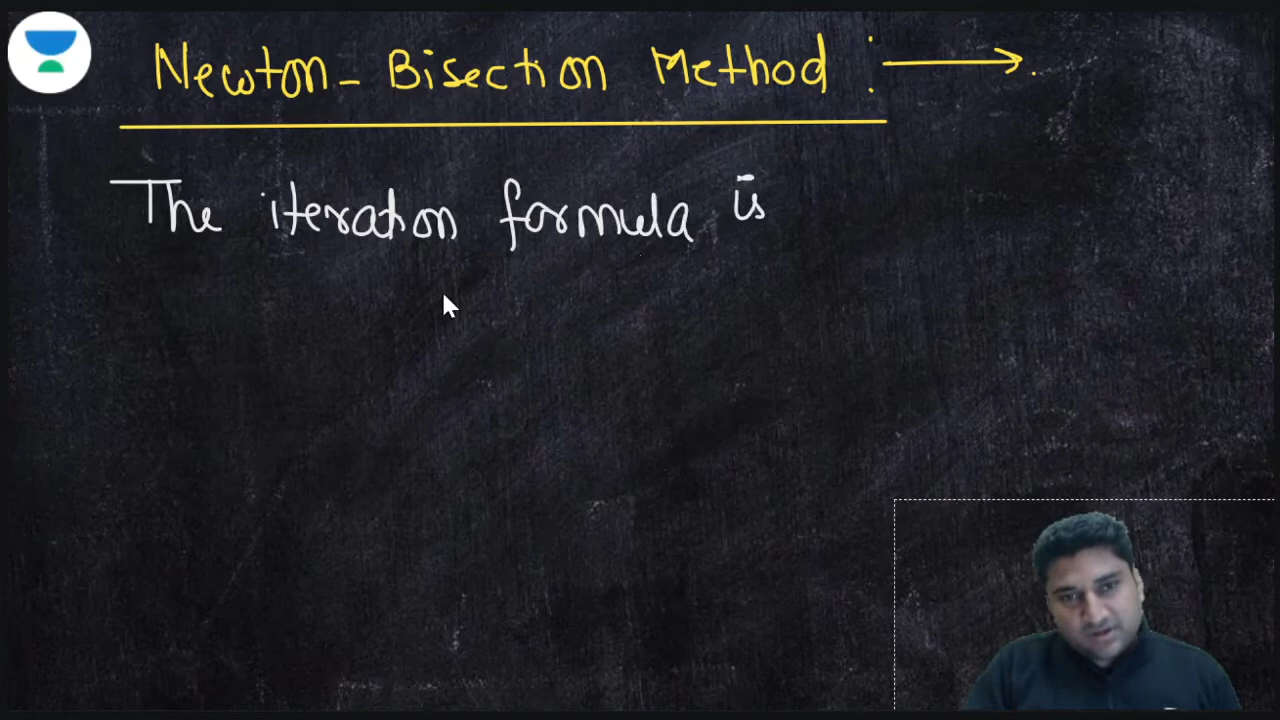 Newton-Bisection Method :→
The iteration formula is